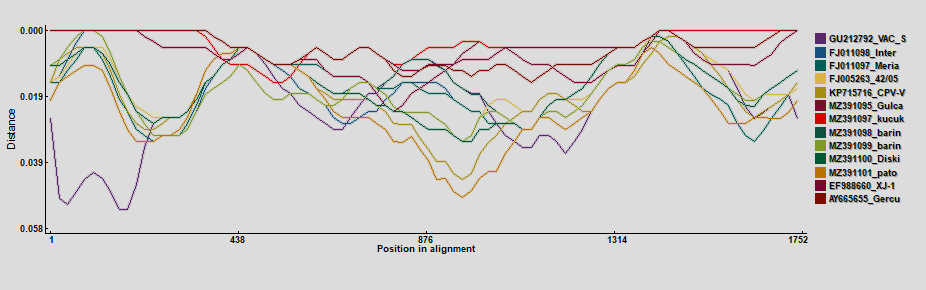 0.000
0.019
0.039
0.058
Distance
1
438
876
1314
1752
Position in alignment
GU212792_VAC_S
FJ011098_Inter
FJ011097_Meria
FJ005263_42/05
KP715716_CPV-V
MZ391095_Gulca
MZ391097_kucuk
MZ391098_barin
MZ391099_barin
MZ391100_Diski
MZ391101_pato
EF988660_XJ-1
AY665655_Gercu